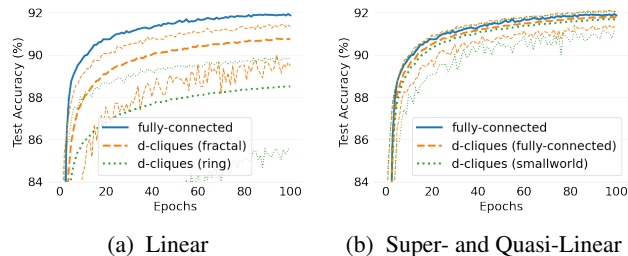 92
90
88
86
84
Test Accuracy (%)
fully-connected
d-cliques (fractal)
d-cliques (ring)
0 20 40 60 80 100
Epochs
(a) Linear
92
90
88
86
84
Test Accuracy (%)
fully-connected
d-cliques (fully-connected)
d-cliques (smallworld)
0 20 40 60 80 100
Epochs
(b) Super- and Quasi-Linear